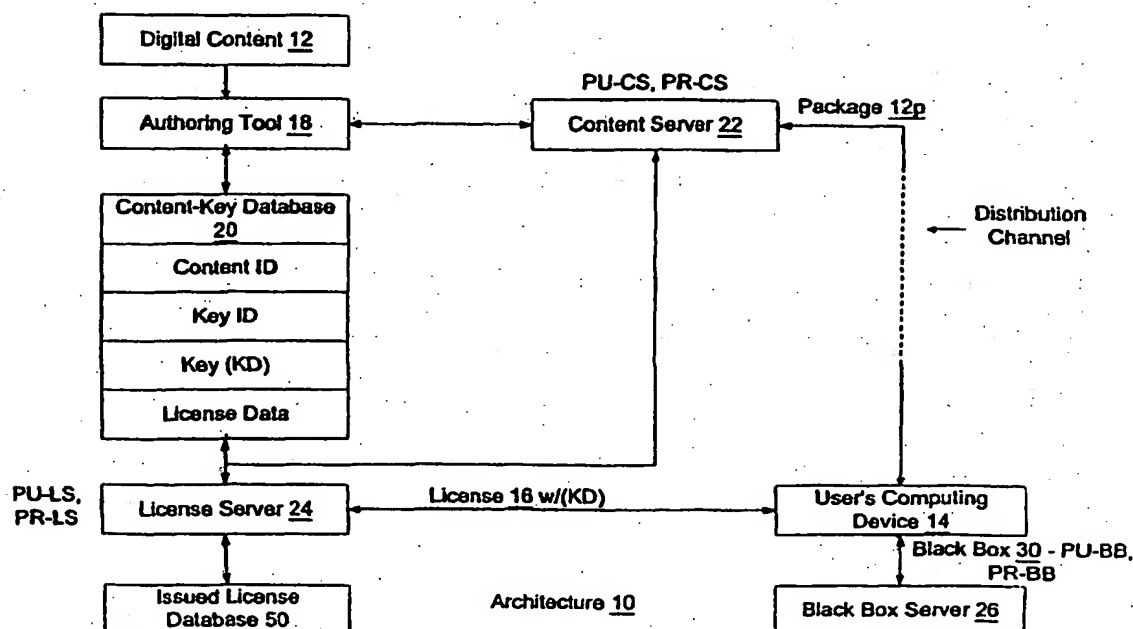 Digital Content 12
PU-CS, PR-CS
Authoring Tool 18
Content Server 22
Package 12p
Content-Key Database
20
Content ID
Key ID
Key (KD)
License Data
Distribution
Channel
PU-LS,
PR-LS
License Server 24
License 16 w/(KD)
User's Computing
Device 14
Black Box 30 - PU-BB,
PR-BB
Issued License
Database 50
Architecture 10
Black Box Server 26